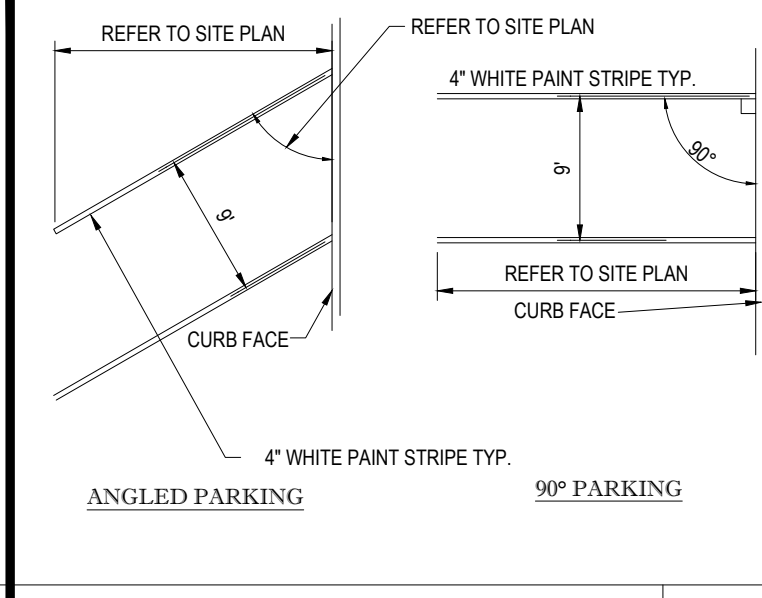 REFER TO SITE PLAN
REFER TO SITE PLAN
9'
CURB FACE
4" WHITE PAINT STRIPE TYP.
ANGLED PARKING
4" WHITE PAINT STRIPE TYP.
90°
9'
REFER TO SITE PLAN
CURB FACE
90° PARKING